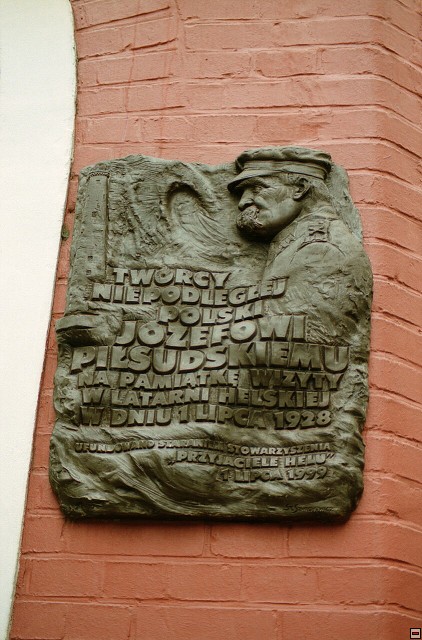 TWÓRCY
NIEPODLEGŁEJ
POLSKI
JÓZEFOWI
PIŁSUDSKIEMU
NA PAMIĄTKĘ WIZYTY
W LATARNI HELSKIEJ
W DNIU 1 LIPCA 1928
UFUNDOWANO STARANIEM STOWARZYSZENIA
„PRZYJACIELE HELU”
1 LIPCA 1999